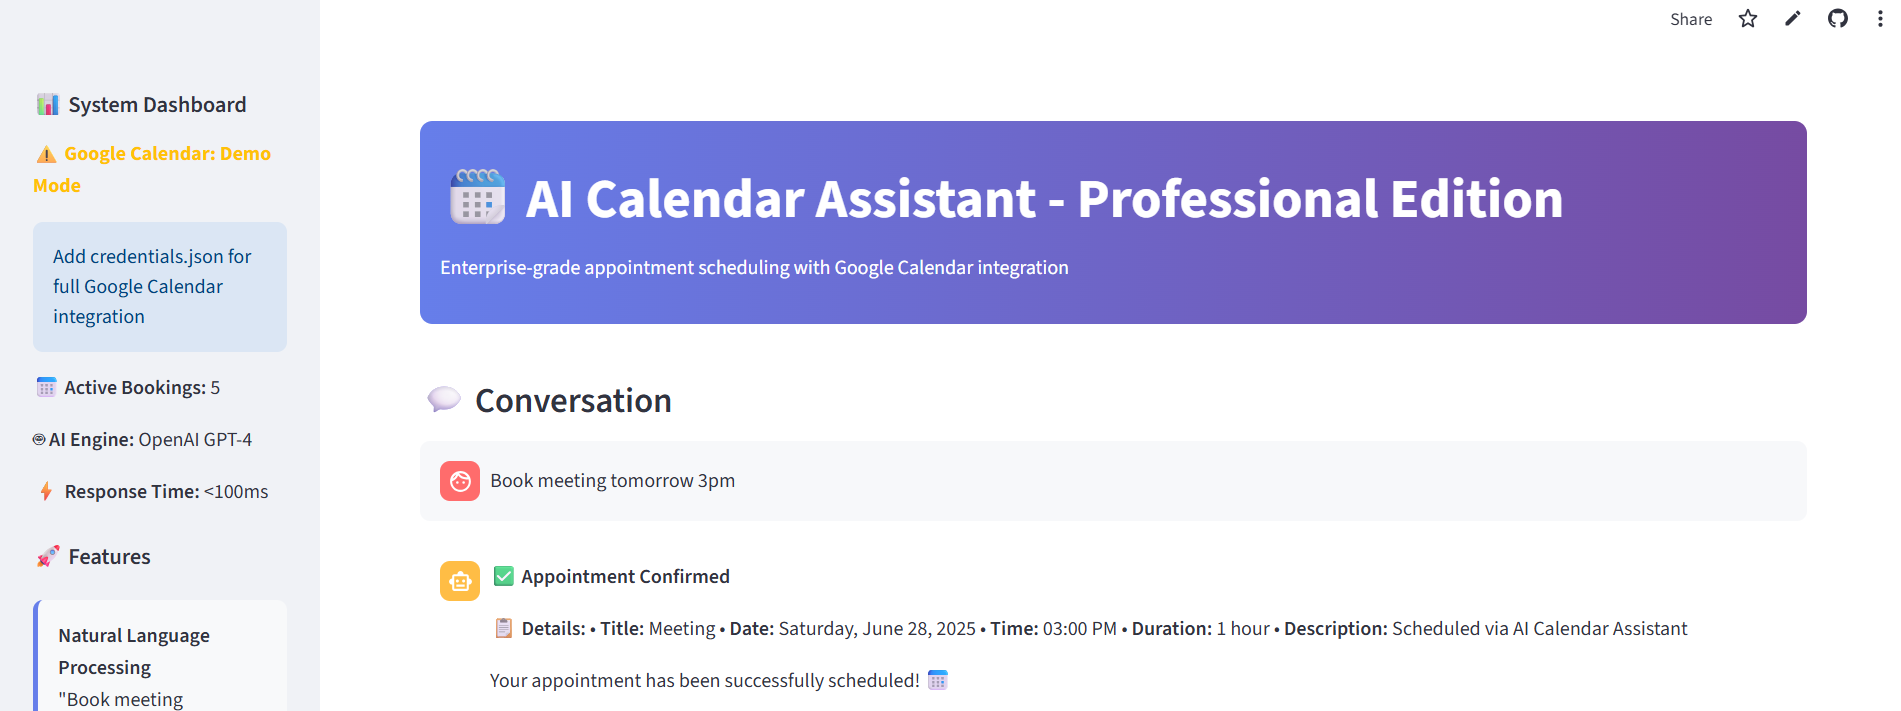 Share
System Dashboard
⚠️ Google Calendar: Demo
Mode
Add credentials.json for
full Google Calendar
integration
Active Bookings: 5
AI Engine: OpenAI GPT-4
Response Time: <100ms
Features
Natural Language
Processing
"Book meeting
AI Calendar Assistant - Professional Edition
Enterprise-grade appointment scheduling with Google Calendar integration
Conversation
Book meeting tomorrow 3pm
✅ Appointment Confirmed
📋 Details: • Title: Meeting • Date: Saturday, June 28, 2025 • Time: 03:00 PM • Duration: 1 hour • Description: Scheduled via AI Calendar Assistant
Your appointment has been successfully scheduled! 📅